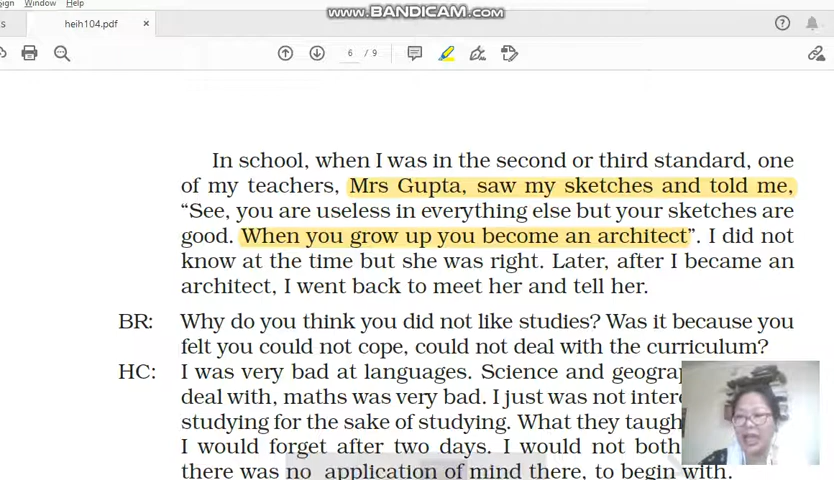 sign Window Help
www.BANDICAM.com
heih104.pdf ×
6 / 9
In school, when I was in the second or third standard, one
of my teachers, Mrs Gupta, saw my sketches and told me,
“See, you are useless in everything else but your sketches are
good. When you grow up you become an architect”. I did not
know at the time but she was right. Later, after I became an
architect, I went back to meet her and tell her.
BR: Why do you think you did not like studies? Was it because you
felt you could not cope, could not deal with the curriculum?
HC: I was very bad at languages. Science and geograp
deal with, maths was very bad. I just was not inter
studying for the sake of studying. What they taugh
I would forget after two days. I would not both
there was no application of mind there, to begin with.